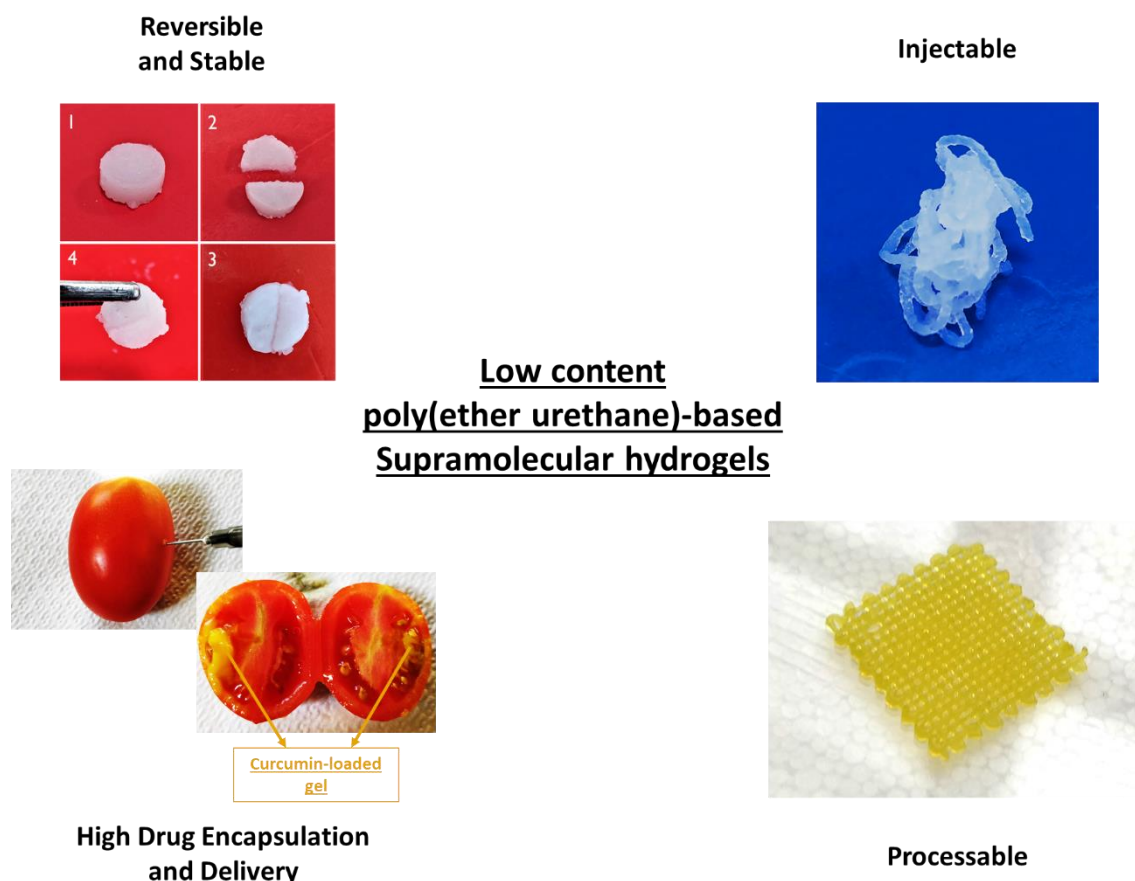 Reversible
and Stable
Injectable
1
2
4
3
Low content
poly(ether urethane)-based
Supramolecular hydrogels
Curcumin-loaded
gel
High Drug Encapsulation
and Delivery
Processable